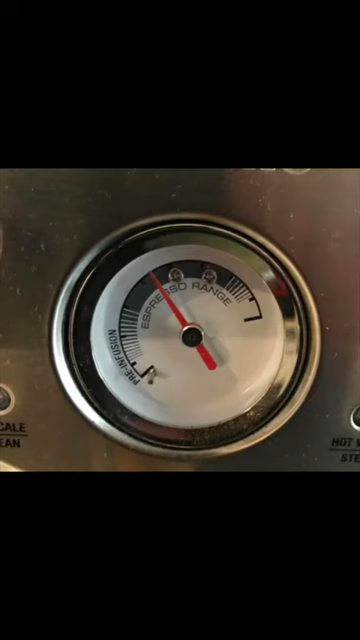 ESPRESSO RANGE
PRE-INFUSION
CALE
EAN
HOT W
STE